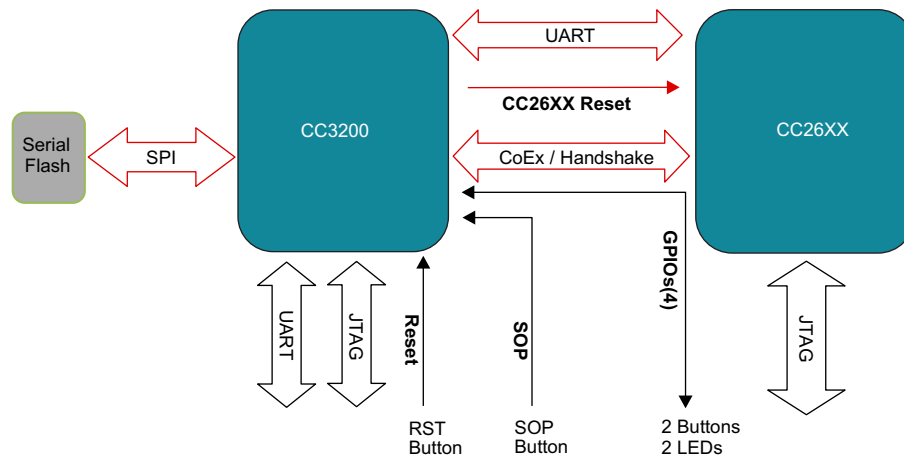 UART
CC26XX Reset
CC3200
CC26XX
Serial
Flash
SPI
CoEx / Handshake
GPIOs(4)
UART
JTAG
Reset
SOP
JTAG
RST
Button
SOP
Button
2 Buttons
2 LEDs